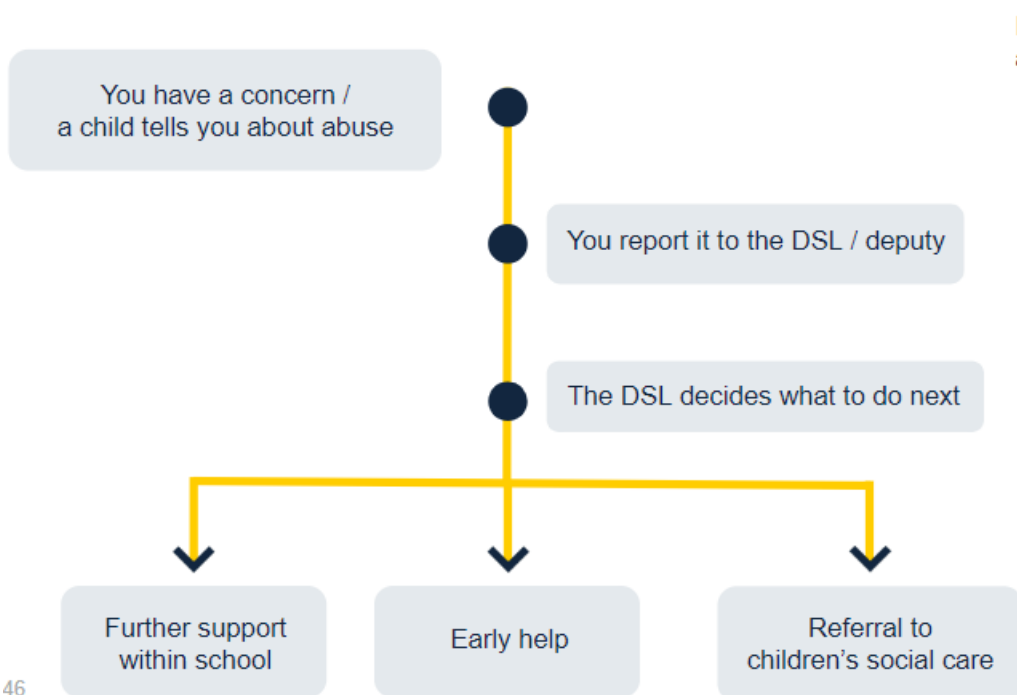 You have a concern /
a child tells you about abuse
You report it to the DSL / deputy
The DSL decides what to do next
Further support
within school
Early help
Referral to
children's social care
46